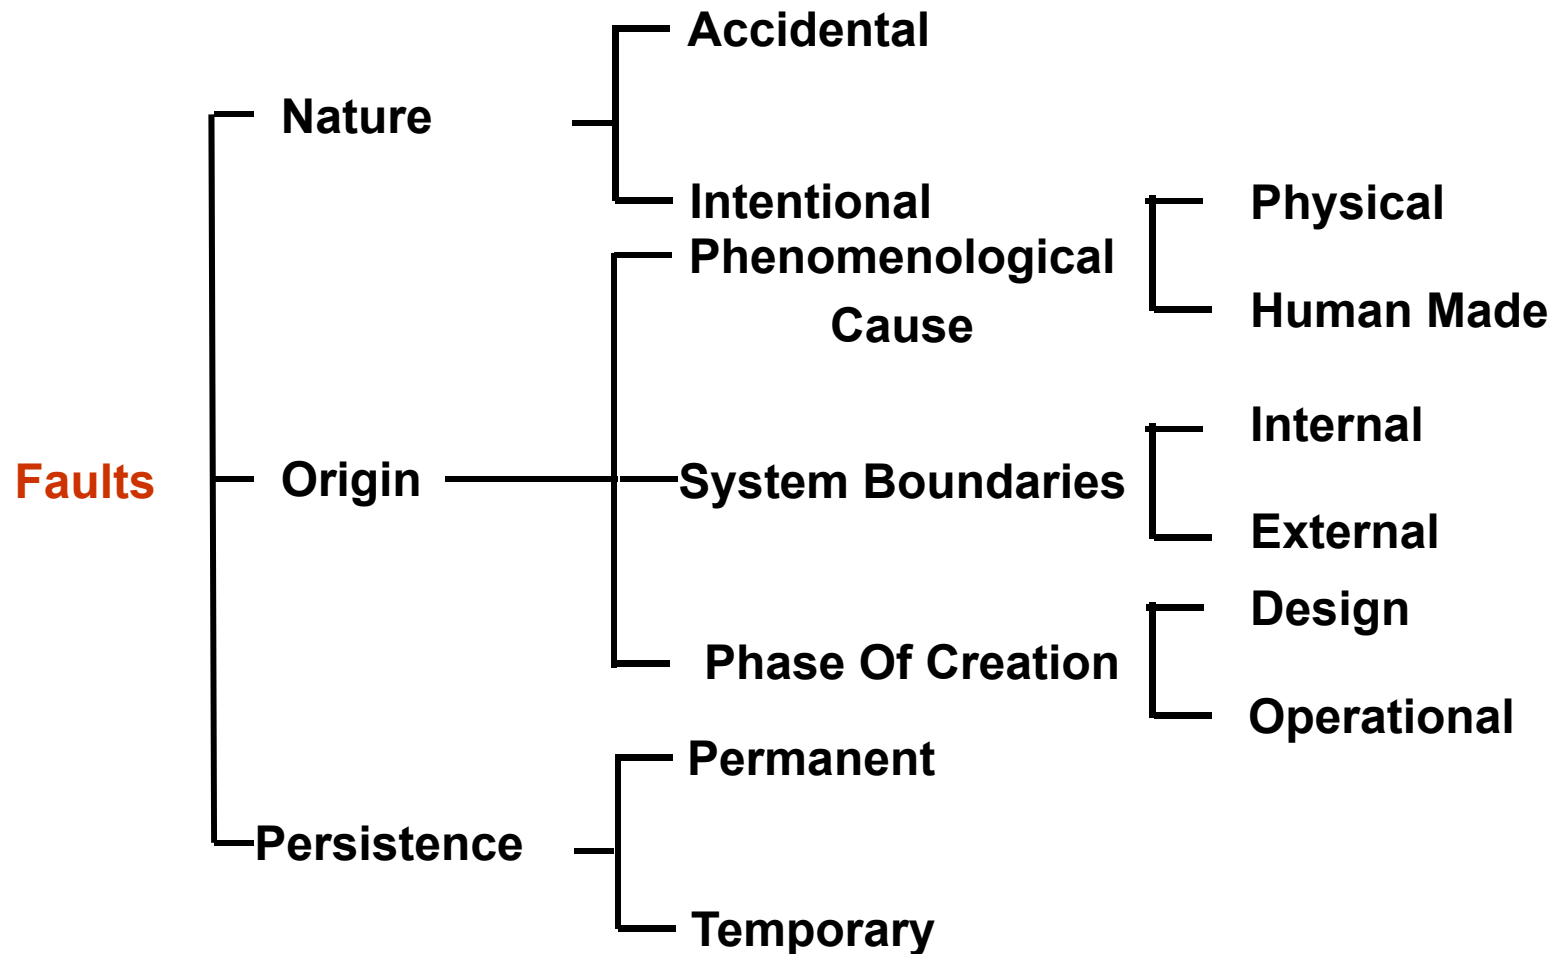 Accidental
Nature
Intentional
Physical
Phenomenological
Cause
Human Made
Internal
Faults
Origin
System Boundaries
External
Design
Phase Of Creation
Operational
Permanent
Persistence
Temporary